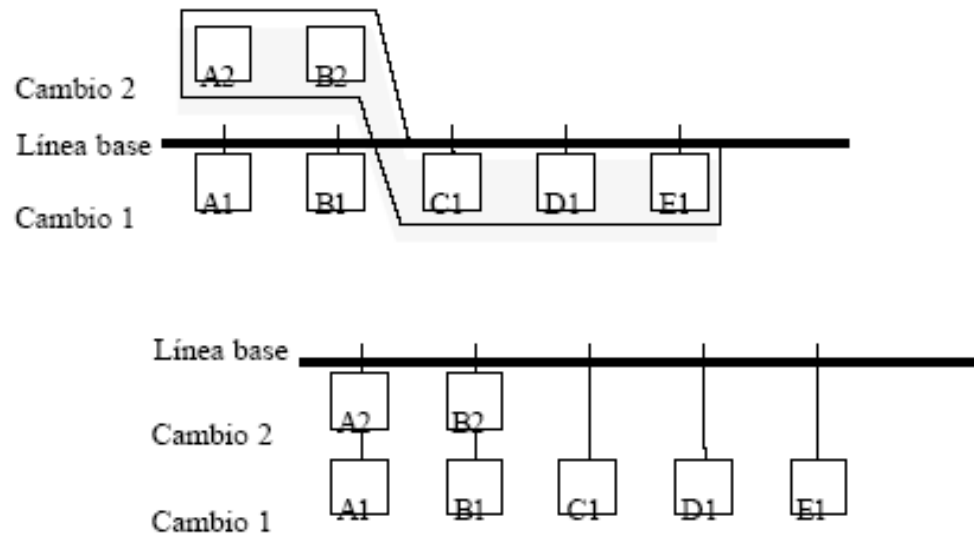 A2 B2
Cambio 2
Línea base
A1 B1 C1 D1 E1
Cambio 1
Línea base
A2 B2
Cambio 2
A1 B1 C1 D1 E1
Cambio 1